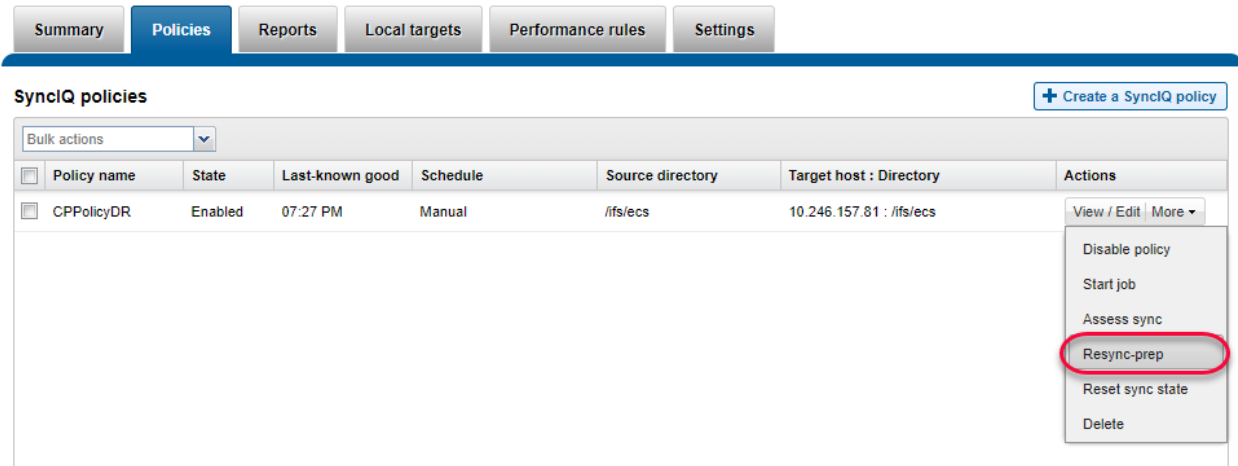 Summary Policies Reports Local targets Performance rules Settings
SyncIQ policies + Create a SyncIQ policy
Bulk actions
Policy name State Last-known good Schedule Source directory Target host : Directory Actions
CPPolicyDR Enabled 07:27 PM Manual /ifs/ecs 10.246.157.81 : /ifs/ecs View / Edit More
Disable policy
Start job
Assess sync
Resync-prep
Reset sync state
Delete